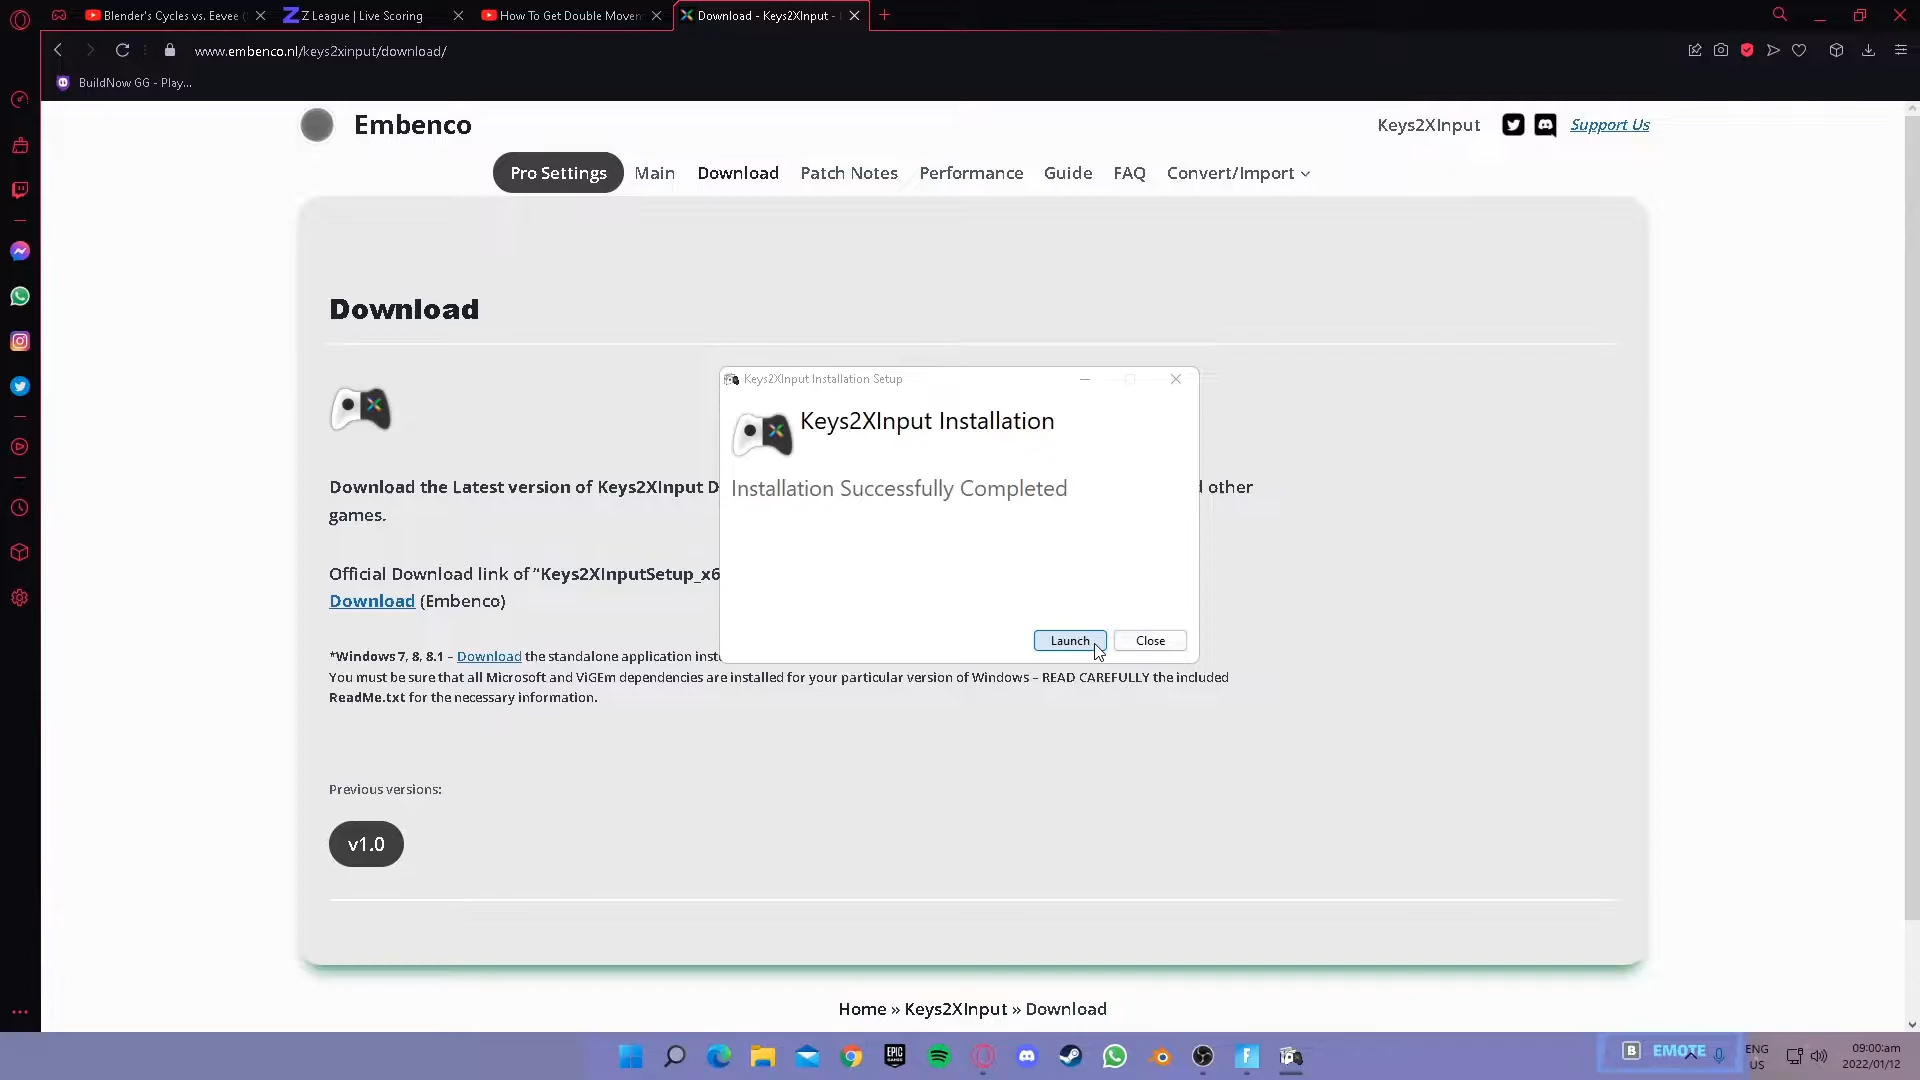 Blender's Cycles vs. Eevee (
Z League | Live Scoring
How To Get Double Movem
Download - Keys2XInput -
www.embenco.nl/keys2xinput/download/
BuildNow GG - Play...
Embenco
Keys2XInput
Support Us
Pro Settings
Main
Download
Patch Notes
Performance
Guide
FAQ
Convert/Import
Download
Keys2XInput Installation Setup
Keys2XInput Installation
Installation Successfully Completed
Launch
Close
Download the Latest version of Keys2XInput D
d other
games.
Official Download link of “Keys2XInputSetup_x6
Download (Embenco)
*Windows 7, 8, 8.1 – Download the standalone application inst
You must be sure that all Microsoft and ViGEm dependencies are installed for your particular version of Windows – READ CAREFULLY the included
ReadMe.txt for the necessary information.
Previous versions:
v1.0
Home » Keys2XInput » Download
EPIC
GAMES
B EMOTE
ENG
US
09:00am
2022/01/12